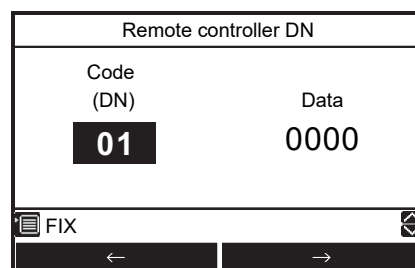 Remote controller DN
Code
(DN) Data
01 0000
FIX
← →